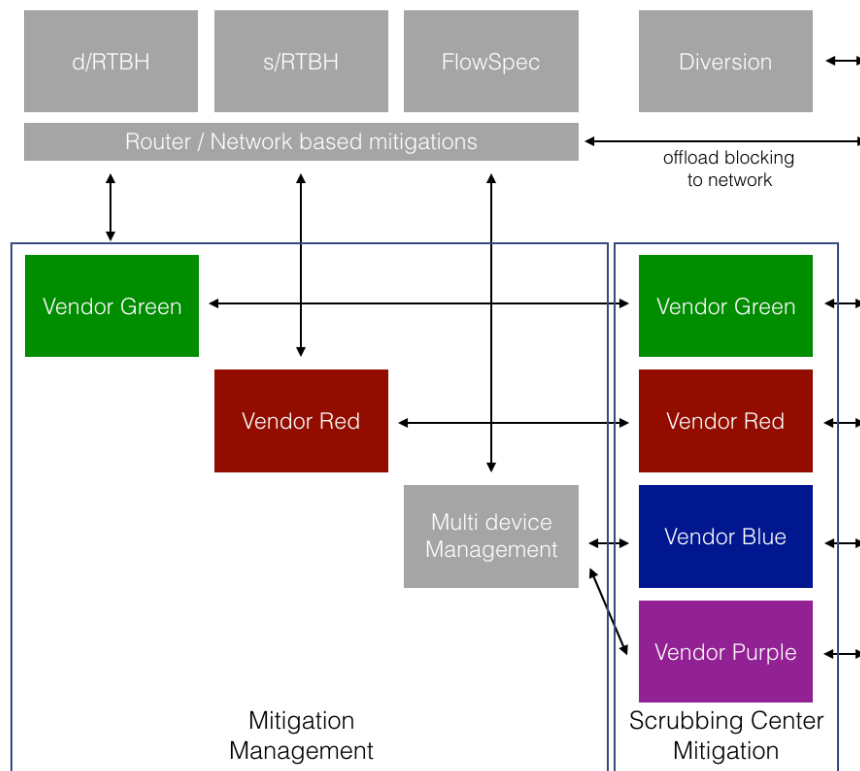 d/RTBH
s/RTBH
FlowSpec
Diversion
Router / Network based mitigations
offload blocking
to network
Vendor Green
Vendor Green
Vendor Red
Vendor Red
Multi device
Management
Vendor Blue
Vendor Purple
Mitigation
Management
Scrubbing Center
Mitigation